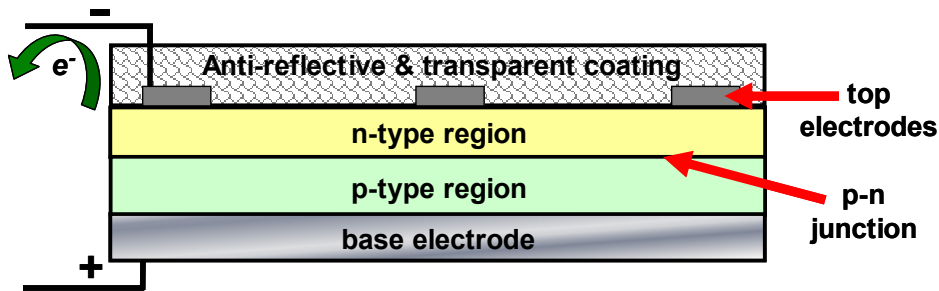 -
e-
Anti-reflective & transparent coating
top
electrodes
n-type region
p-type region
p-n
junction
base electrode
+